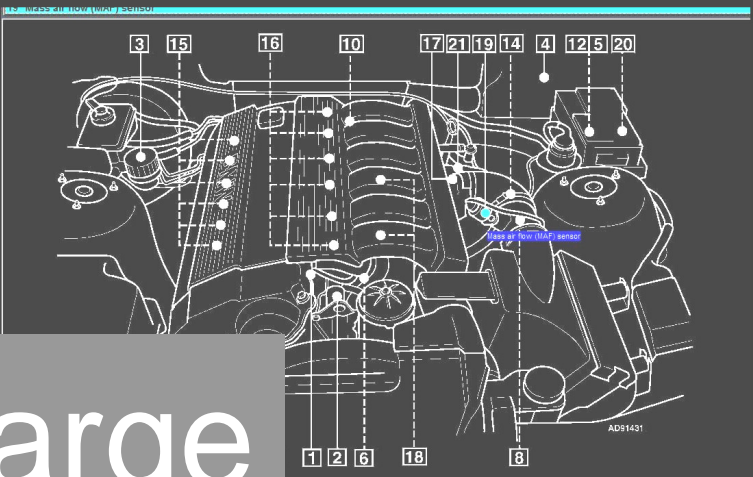 19 Mass air flow (MAF) sensor
3 15 16 10 17 21 19 14 4 12 5 20
Mass air flow (MAF) sensor
AD91431
arge
1 2 6 18 8